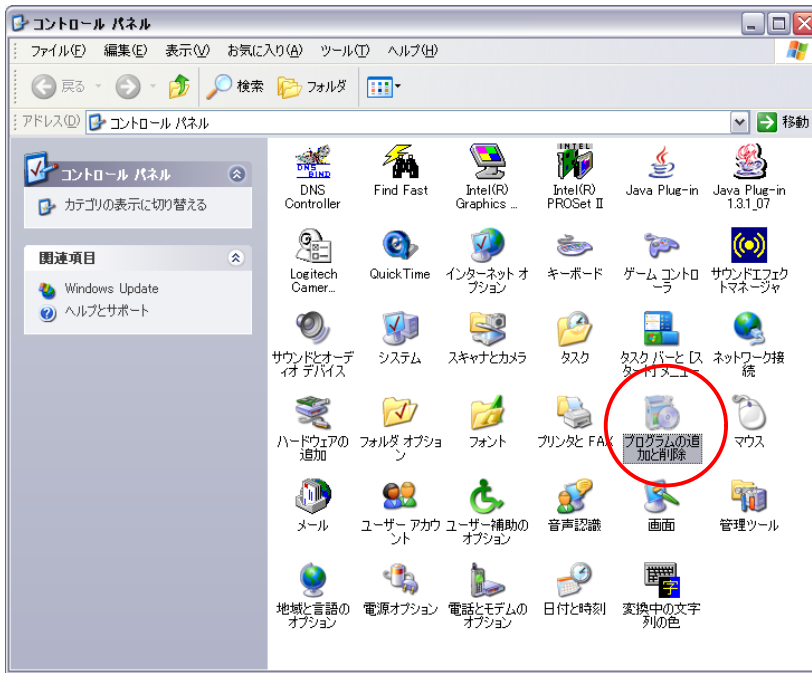 コントロール パネル
ファイル(F) 編集(E) 表示(V) お気に入り(A) ツール(T) ヘルプ(H)
戻る 検索 フォルダ
アドレス(D) コントロール パネル 移動
コントロール パネル
カテゴリの表示に切り替える
関連項目
Windows Update
ヘルプとサポート
DNS
BIND
DNS
Controller
Find Fast
Intel(R)
Graphics ...
INTEL
Intel(R)
PROSet II
Java Plug-in
Java Plug-in
1.3.1_07
Logitech
Camer...
QuickTime
インターネット オ
プション
キーボード
ゲーム コントロ
ーラ
サウンドエフェク
トマネージャ
サウンドとオーデ
ィオ デバイス
システム
スキャナとカメラ
タスク
タスク バーと [ス
タート] メニュー
ネットワーク接
続
ハードウェアの
追加
フォルダ オプショ
ン
フォント
プリンタと FAX
プログラムの追
加と削除
マウス
メール
ユーザー アカウ
ント
ユーザー補助の
オプション
音声認識
画面
管理ツール
地域と言語の
オプション
電源オプション
電話とモデムの
オプション
日付と時刻
字
変換中の文字
列の色